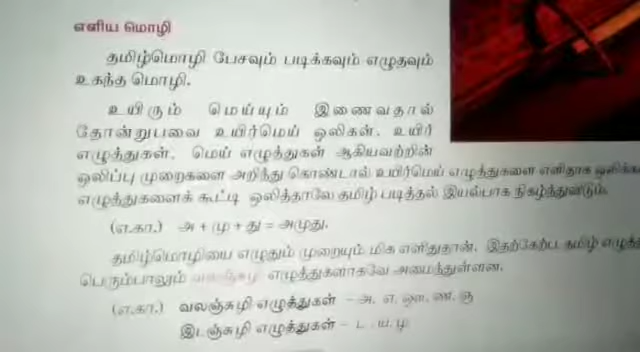 எளிய மொழி
தமிழ்மொழி பேசவும் படிக்கவும் எழுதவும்
உகந்த மொழி.
உயிரும் மெய்யும் இணைவதால்
தோன்றுபவை உயிர்மெய் ஒலிகள். உயிர்
எழுத்துகள், மெய் எழுத்துகள் ஆகியவற்றின்
ஒலிப்பு முறைகளை அறிந்து கொண்டால் உயிர்மெய் எழுத்துகளை எளிதாக
எழுத்துகளைக் கூட்டி ஒலித்தாலே தமிழ் படித்தல் இயல்பாக நிகழ்ந்துவிடும்.
(எ.கா.) அ + மு + து = அமுது.
தமிழ்மொழியை எழுதும் முறையும் மிக எளிதுதான். இதற்கேற்ப தமிழ்
பெரும்பாலும் வலஞ்சுழி எழுத்துகளாகவே அமைந்துள்ளன.
(எ.கா.) வலஞ்சுழி எழுத்துகள் – அ, எ, ஔ, ண, ஞ
இடஞ்சுழி எழுத்துகள் – ட, ய, ழ